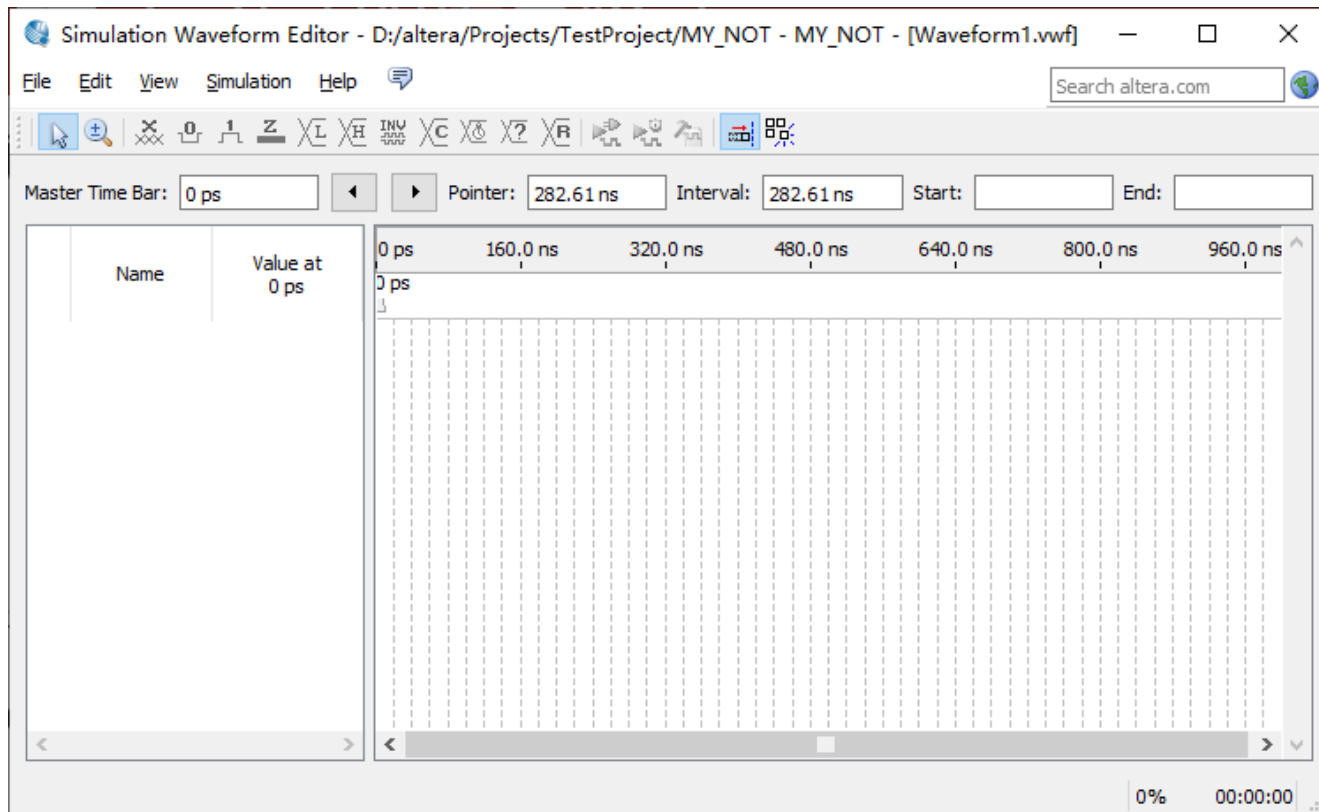 Simulation Waveform Editor - D:/altera/Projects/TestProject/MY_NOT - MY_NOT - [Waveform1.vwf]
File Edit View Simulation Help Search altera.com
X 0 1 Z L H INV C ? R
Master Time Bar: 0 ps Pointer: 282.61 ns Interval: 282.61 ns Start: End:
Name Value at 0 ps
0 ps 160.0 ns 320.0 ns 480.0 ns 640.0 ns 800.0 ns 960.0 ns
0 ps
0% 00:00:00